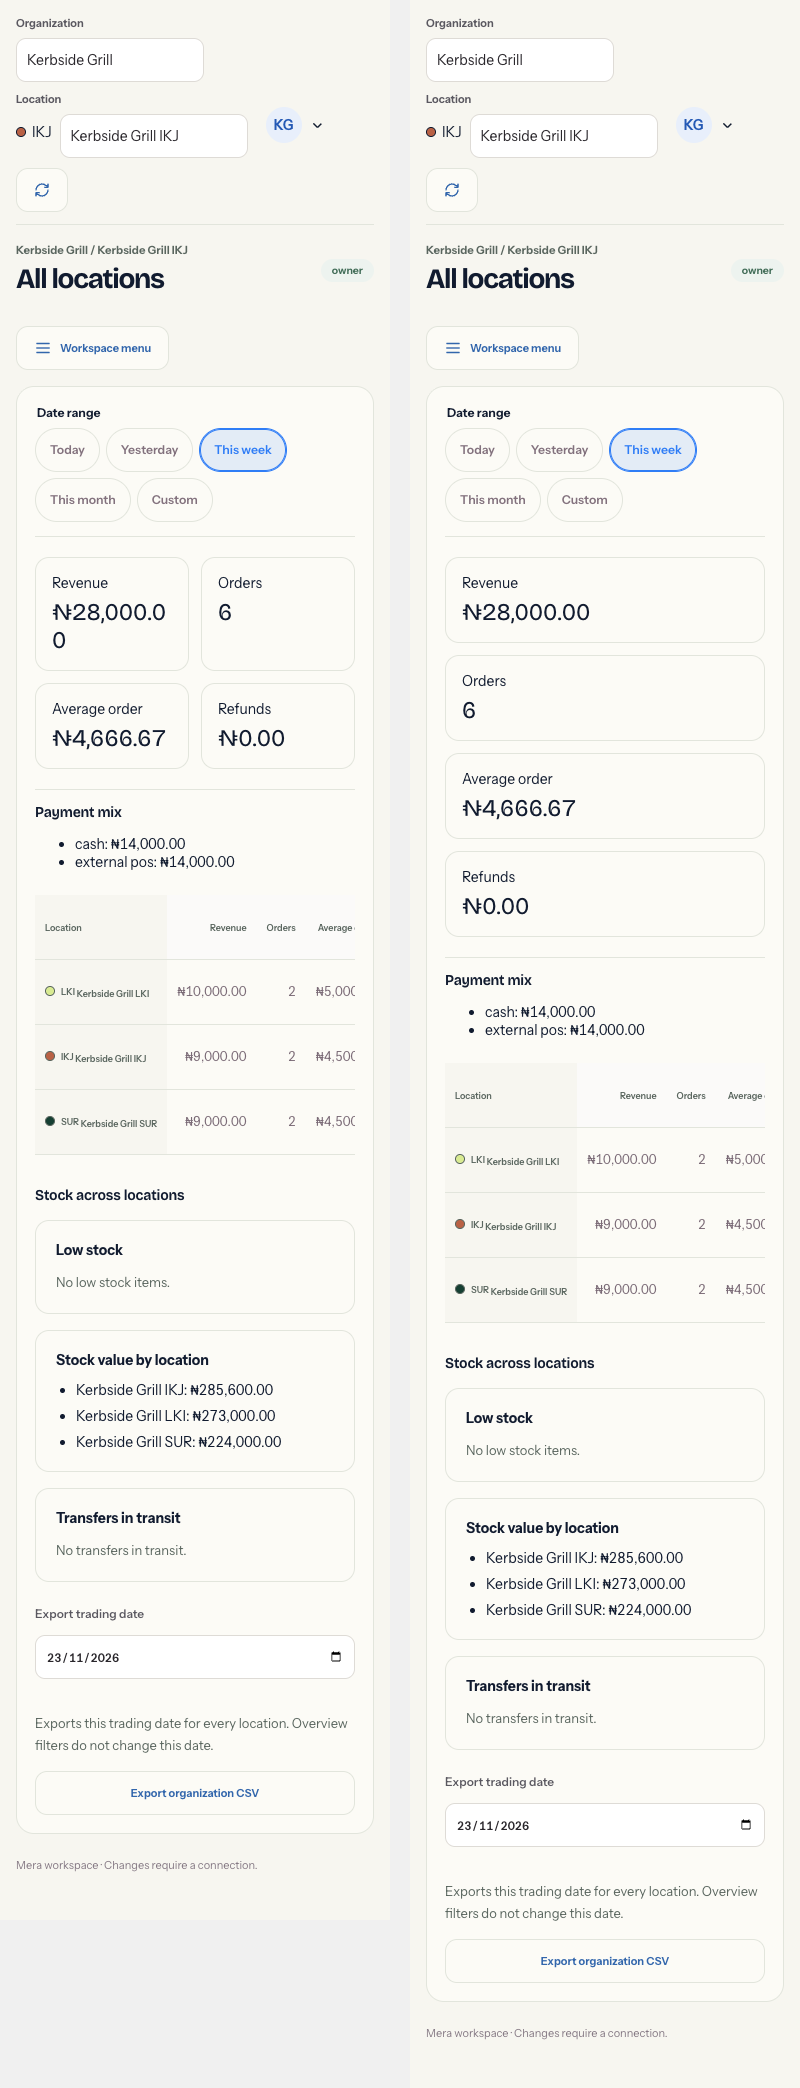 Organization
Kerbside Grill
Location
IKJ
Kerbside Grill IKJ
KG
Kerbside Grill / Kerbside Grill IKJ
All locations
owner
Workspace menu
Date range
Today
Yesterday
This week
This month
Custom
Revenue
₦28,000.0
0
Orders
6
Average order
₦4,666.67
Refunds
₦0.00
Payment mix
cash: ₦14,000.00
external pos: ₦14,000.00
Location Revenue Orders Average
LKI Kerbside Grill LKI ₦10,000.00 2 ₦5,000
IKJ Kerbside Grill IKJ ₦9,000.00 2 ₦4,500
SUR Kerbside Grill SUR ₦9,000.00 2 ₦4,500
Stock across locations
Low stock
No low stock items.
Stock value by location
Kerbside Grill IKJ: ₦285,600.00
Kerbside Grill LKI: ₦273,000.00
Kerbside Grill SUR: ₦224,000.00
Transfers in transit
No transfers in transit.
Export trading date
23/11/2026
Exports this trading date for every location. Overview
filters do not change this date.
Export organization CSV
Mera workspace · Changes require a connection.
Organization
Kerbside Grill
Location
IKJ
Kerbside Grill IKJ
KG
Kerbside Grill / Kerbside Grill IKJ
All locations
owner
Workspace menu
Date range
Today
Yesterday
This week
This month
Custom
Revenue
₦28,000.00
Orders
6
Average order
₦4,666.67
Refunds
₦0.00
Payment mix
cash: ₦14,000.00
external pos: ₦14,000.00
Location Revenue Orders Average
LKI Kerbside Grill LKI ₦10,000.00 2 ₦5,000
IKJ Kerbside Grill IKJ ₦9,000.00 2 ₦4,500
SUR Kerbside Grill SUR ₦9,000.00 2 ₦4,500
Stock across locations
Low stock
No low stock items.
Stock value by location
Kerbside Grill IKJ: ₦285,600.00
Kerbside Grill LKI: ₦273,000.00
Kerbside Grill SUR: ₦224,000.00
Transfers in transit
No transfers in transit.
Export trading date
23/11/2026
Exports this trading date for every location. Overview
filters do not change this date.
Export organization CSV
Mera workspace · Changes require a connection.